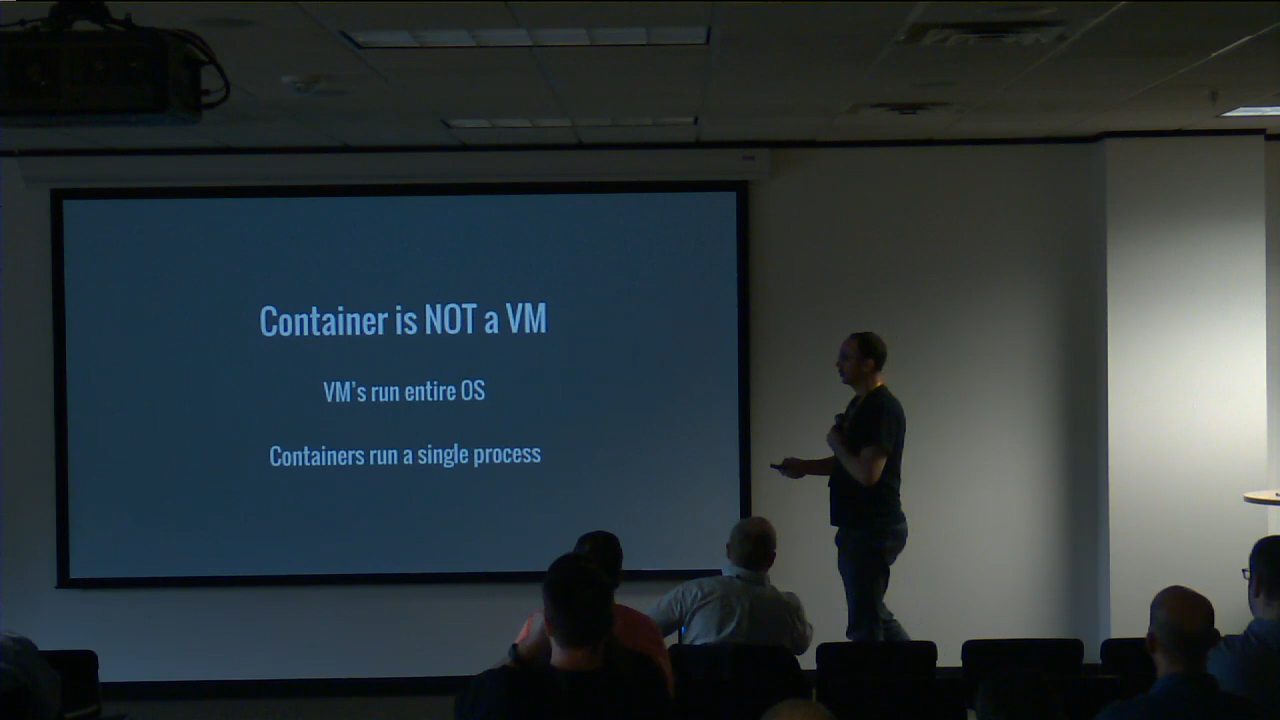 Container is NOT a VM
VM's run entire OS
Containers run a single process